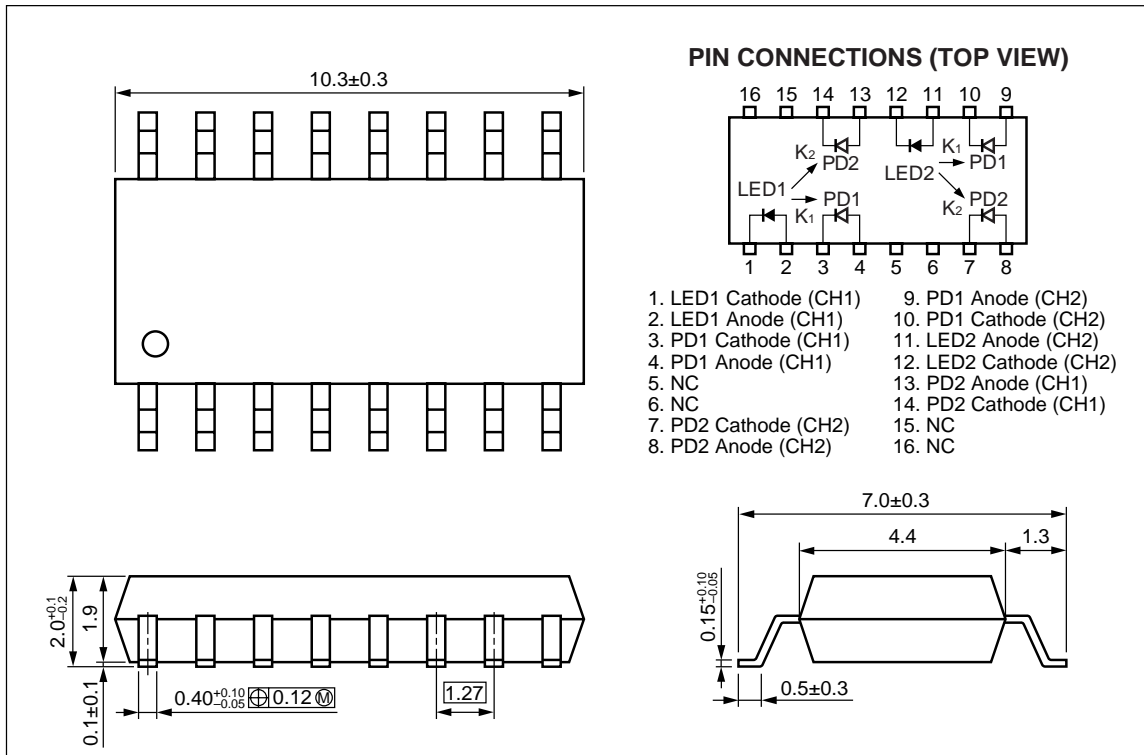 PIN CONNECTIONS (TOP VIEW)
10.3±0.3
16 15 14 13 12 11 10 9
K2 PD2
K1 PD1
LED1
LED2
PD1
K1
PD2
K2
1 2 3 4 5 6 7 8
1. LED1 Cathode (CH1)
2. LED1 Anode (CH1)
3. PD1 Cathode (CH1)
4. PD1 Anode (CH1)
5. NC
6. NC
7. PD2 Cathode (CH2)
8. PD2 Anode (CH2)
9. PD1 Anode (CH2)
10. PD1 Cathode (CH2)
11. LED2 Anode (CH2)
12. LED2 Cathode (CH2)
13. PD2 Anode (CH1)
14. PD2 Cathode (CH1)
15. NC
16. NC
2.0 +0.1 –0.2
1.9
0.1±0.1
0.40 +0.10 –0.05 ⌖ 0.12 Ⓜ
1.27
7.0±0.3
4.4
1.3
0.15 +0.10 –0.05
0.5±0.3